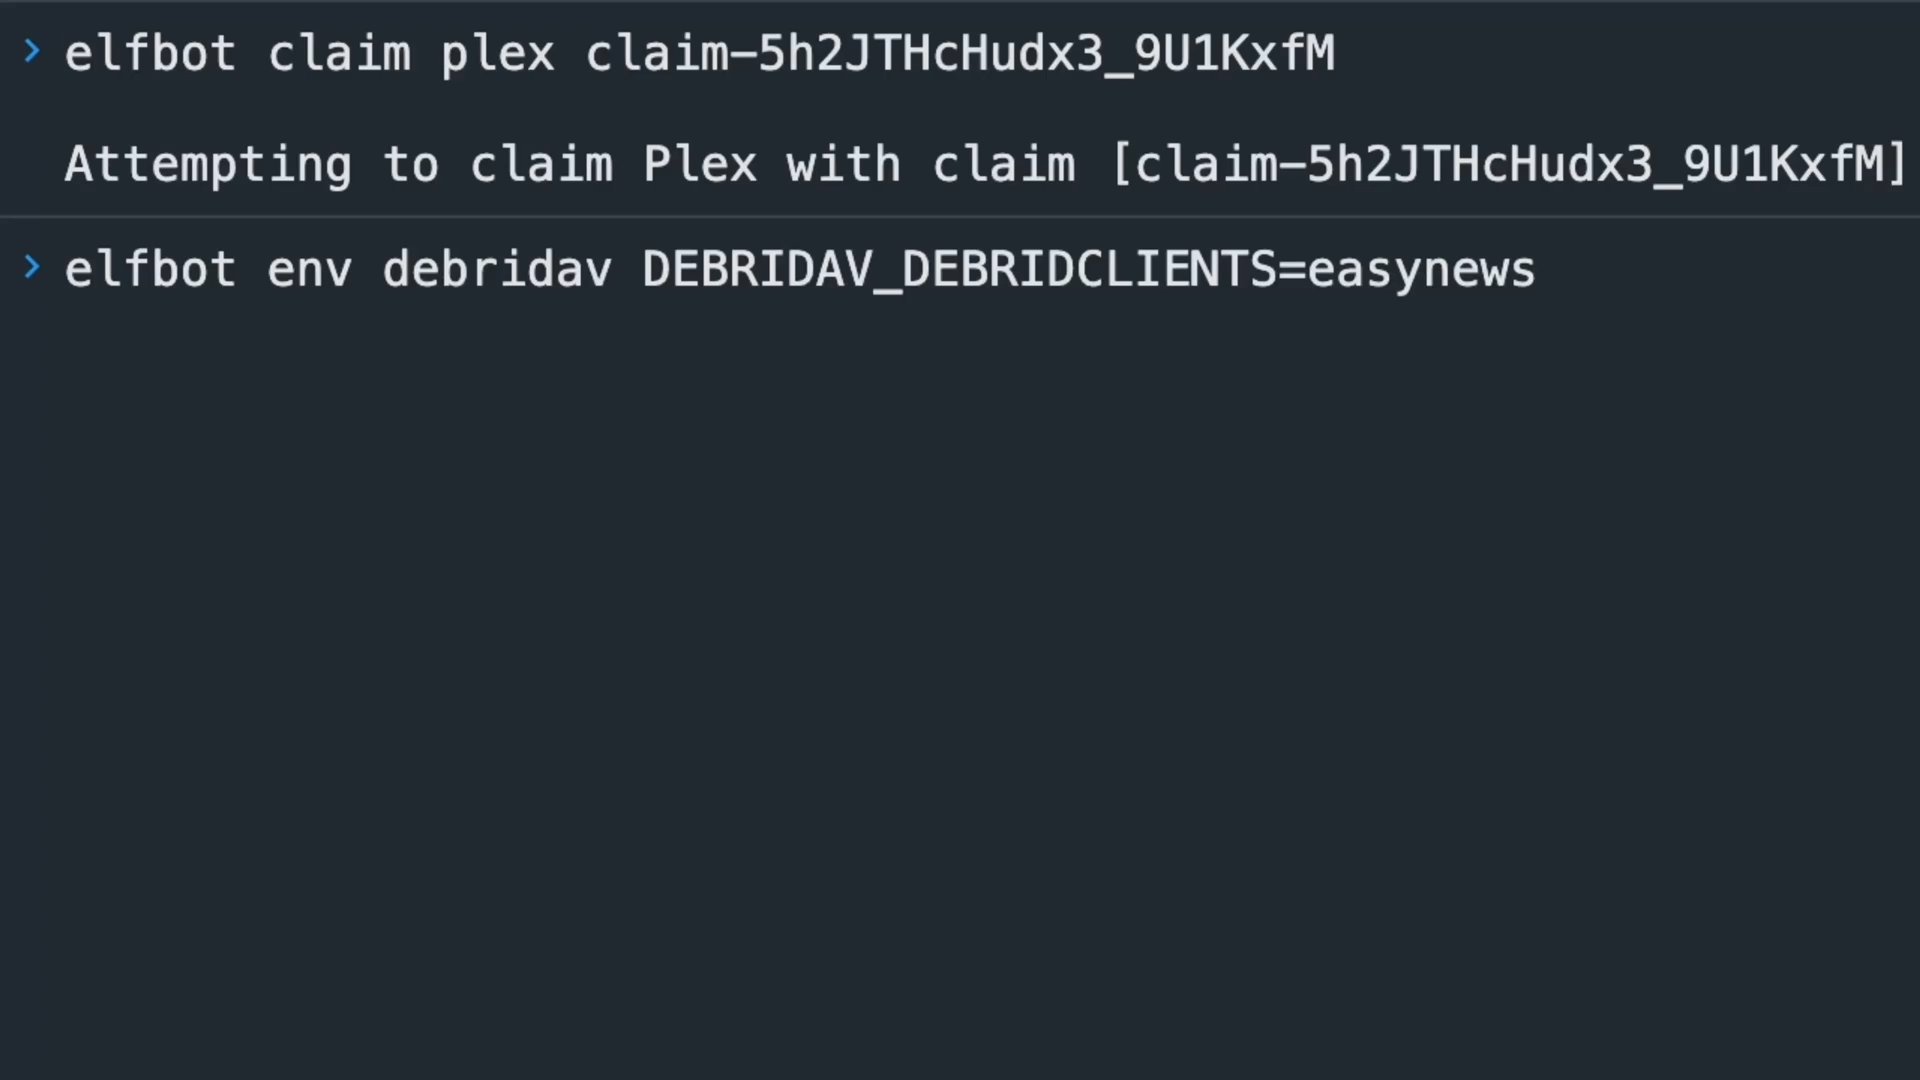 > elfbot claim plex claim-5h2JTHcHudx3_9U1KxfM
Attempting to claim Plex with claim [claim-5h2JTHcHudx3_9U1KxfM]
> elfbot env debridav DEBRIDAV_DEBRIDCLIENTS=easynews